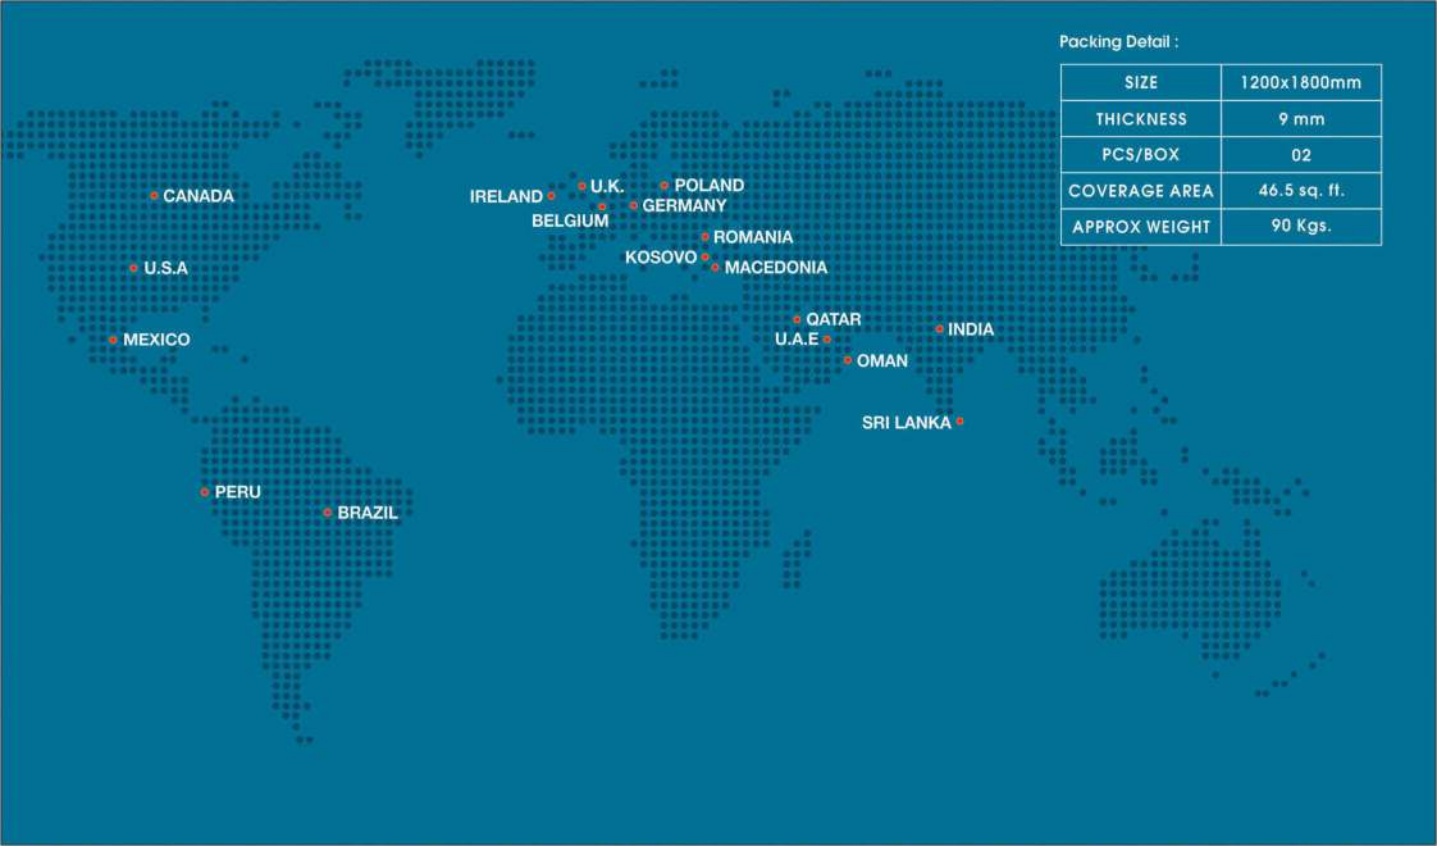 Packing Detail :
SIZE 1200x1800mm
THICKNESS 9 mm
PCS/BOX 02
COVERAGE AREA 46.5 sq. ft.
APPROX WEIGHT 90 Kgs.
CANADA
IRELAND
U.K.
POLAND
BELGIUM
GERMANY
ROMANIA
KOSOVO
MACEDONIA
U.S.A
MEXICO
QATAR
U.A.E
INDIA
OMAN
SRI LANKA
PERU
BRAZIL